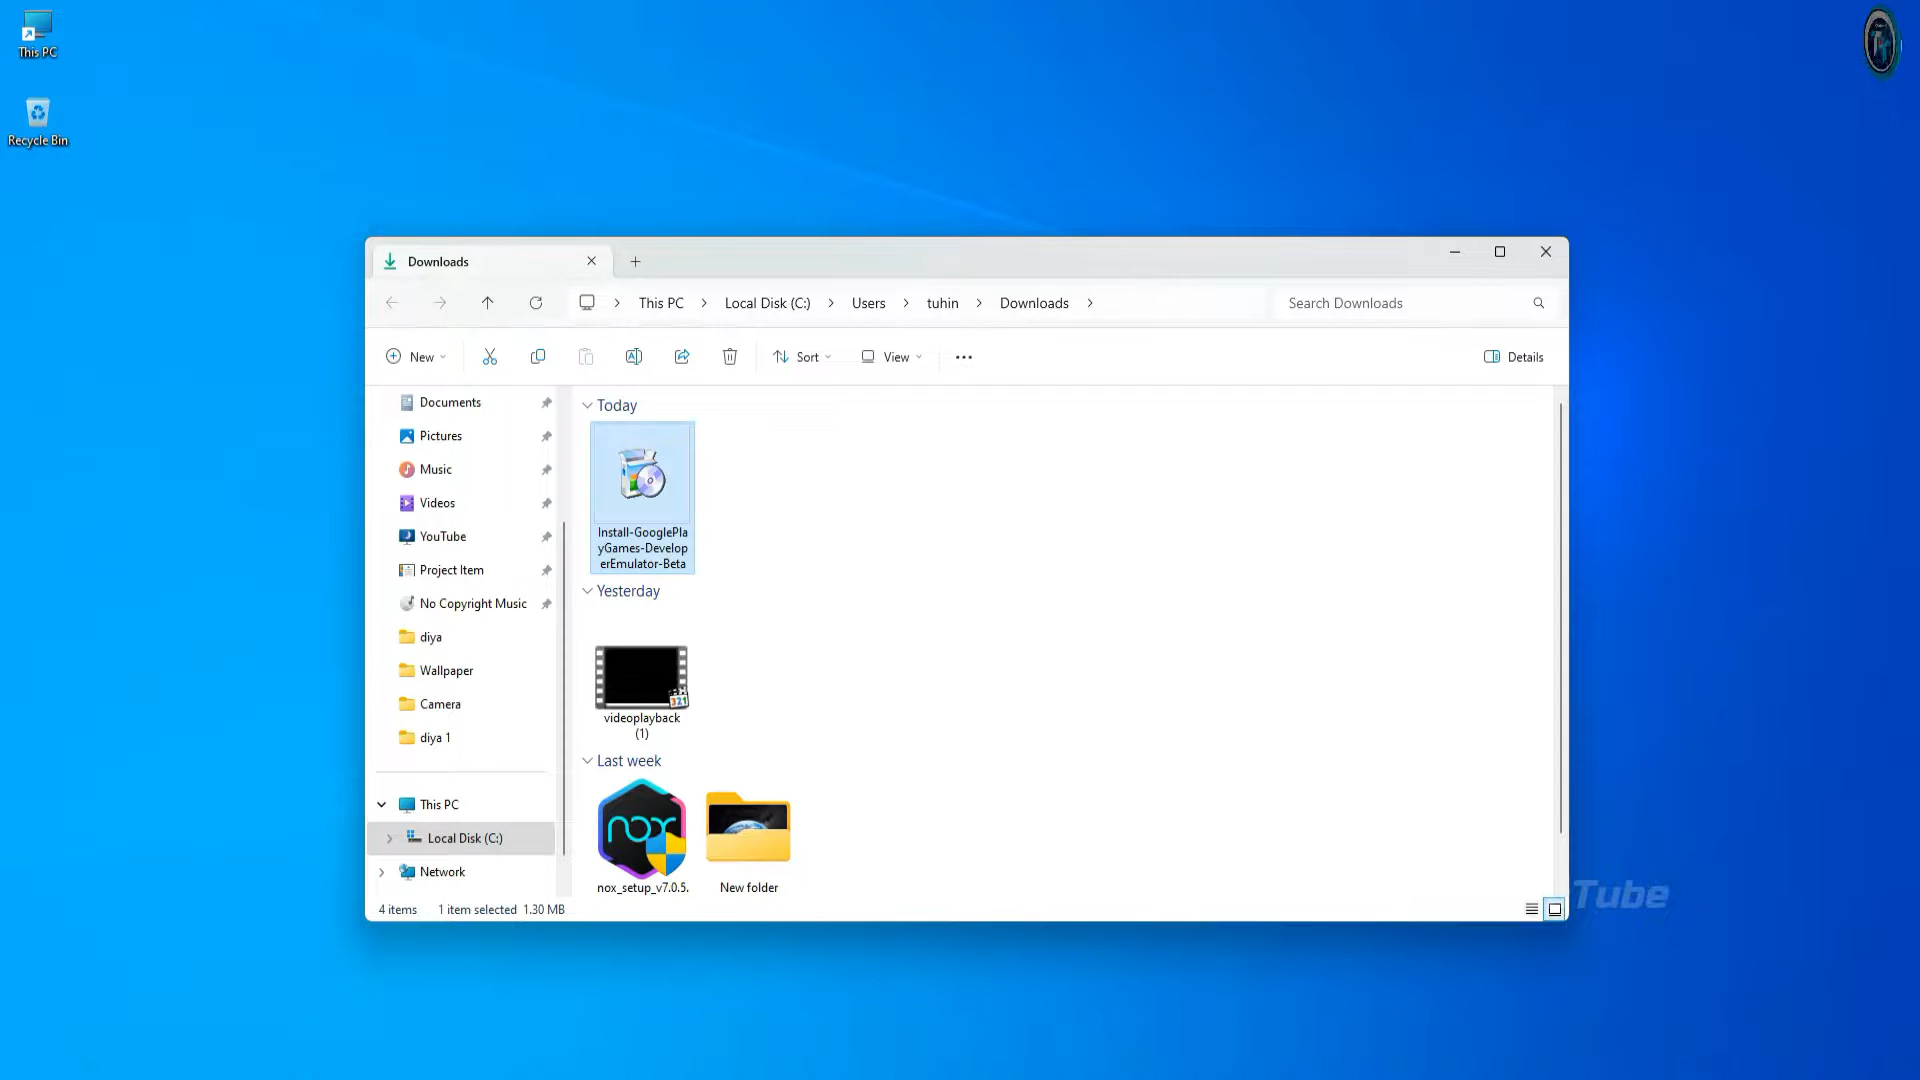 This PC
Recycle Bin
Downloads
This PC
Local Disk (C:)
Users
tuhin
Downloads
Search Downloads
New
Sort
View
Details
Documents
Pictures
Music
Videos
YouTube
Project Item
No Copyright Music
diya
Wallpaper
Camera
diya 1
This PC
Local Disk (C:)
Network
Today
Install-GooglePla
yGames-Develop
erEmulator-Beta
Yesterday
321
videoplayback
(1)
Last week
nox
nox_setup_v7.0.5.
New folder
4 items
1 item selected 1.30 MB
Tube